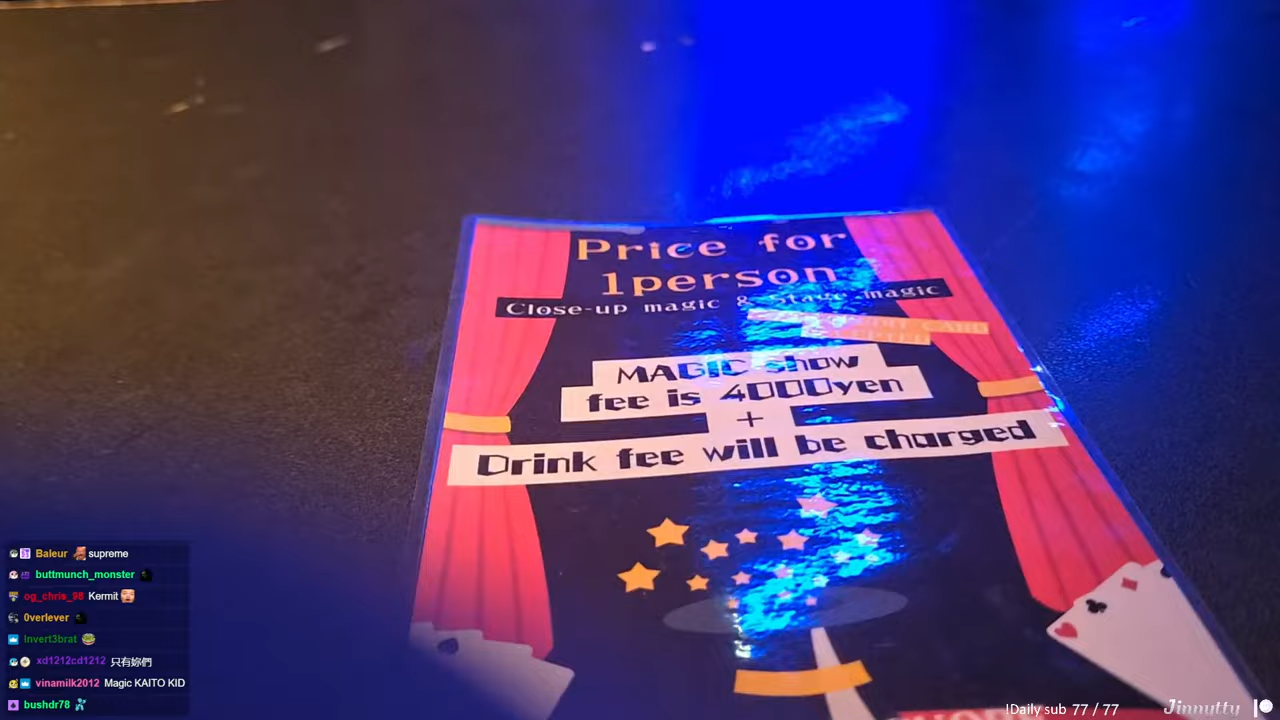 Price for
1person
Close-up magic & Stage magic
CARD
MAGIC show
fee is 4000yen
+
Drink fee will be charged
Baleur supreme
buttmunch_monster
og_chris_98 Kermit
0verlever
Invert3brat
xd1212cd1212 只有妳們
vinamilk2012 Magic KAITO KID
bushdr78
!Daily sub 77 / 77
Jinnytty